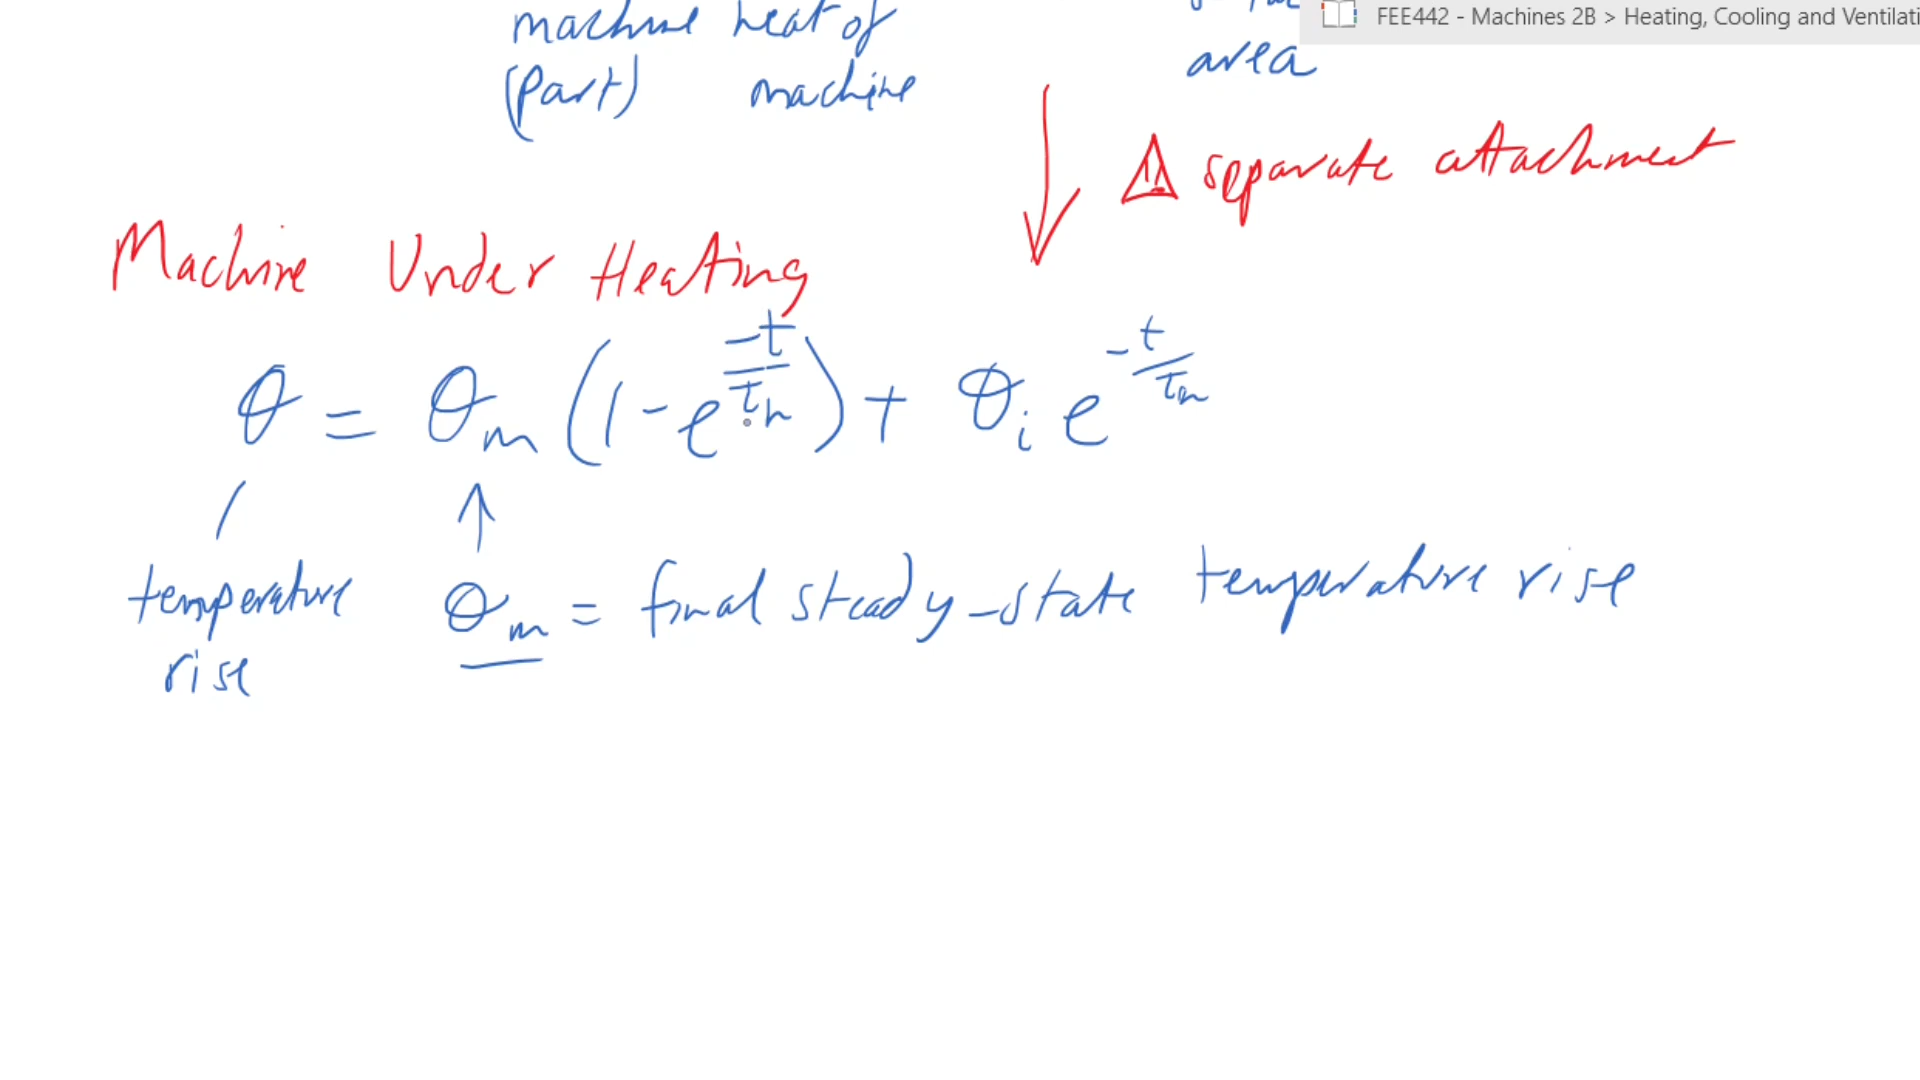 FEE442 - Machines 2B > Heating, Cooling and Ventilati
machine heat of
area
(part) machine
⚠ separate attachment
Machine Under Heating
θ = θm (1 - e^(-t/τh)) + θi e^(-t/τh)
temperature rise
θm = final steady-state temperature rise